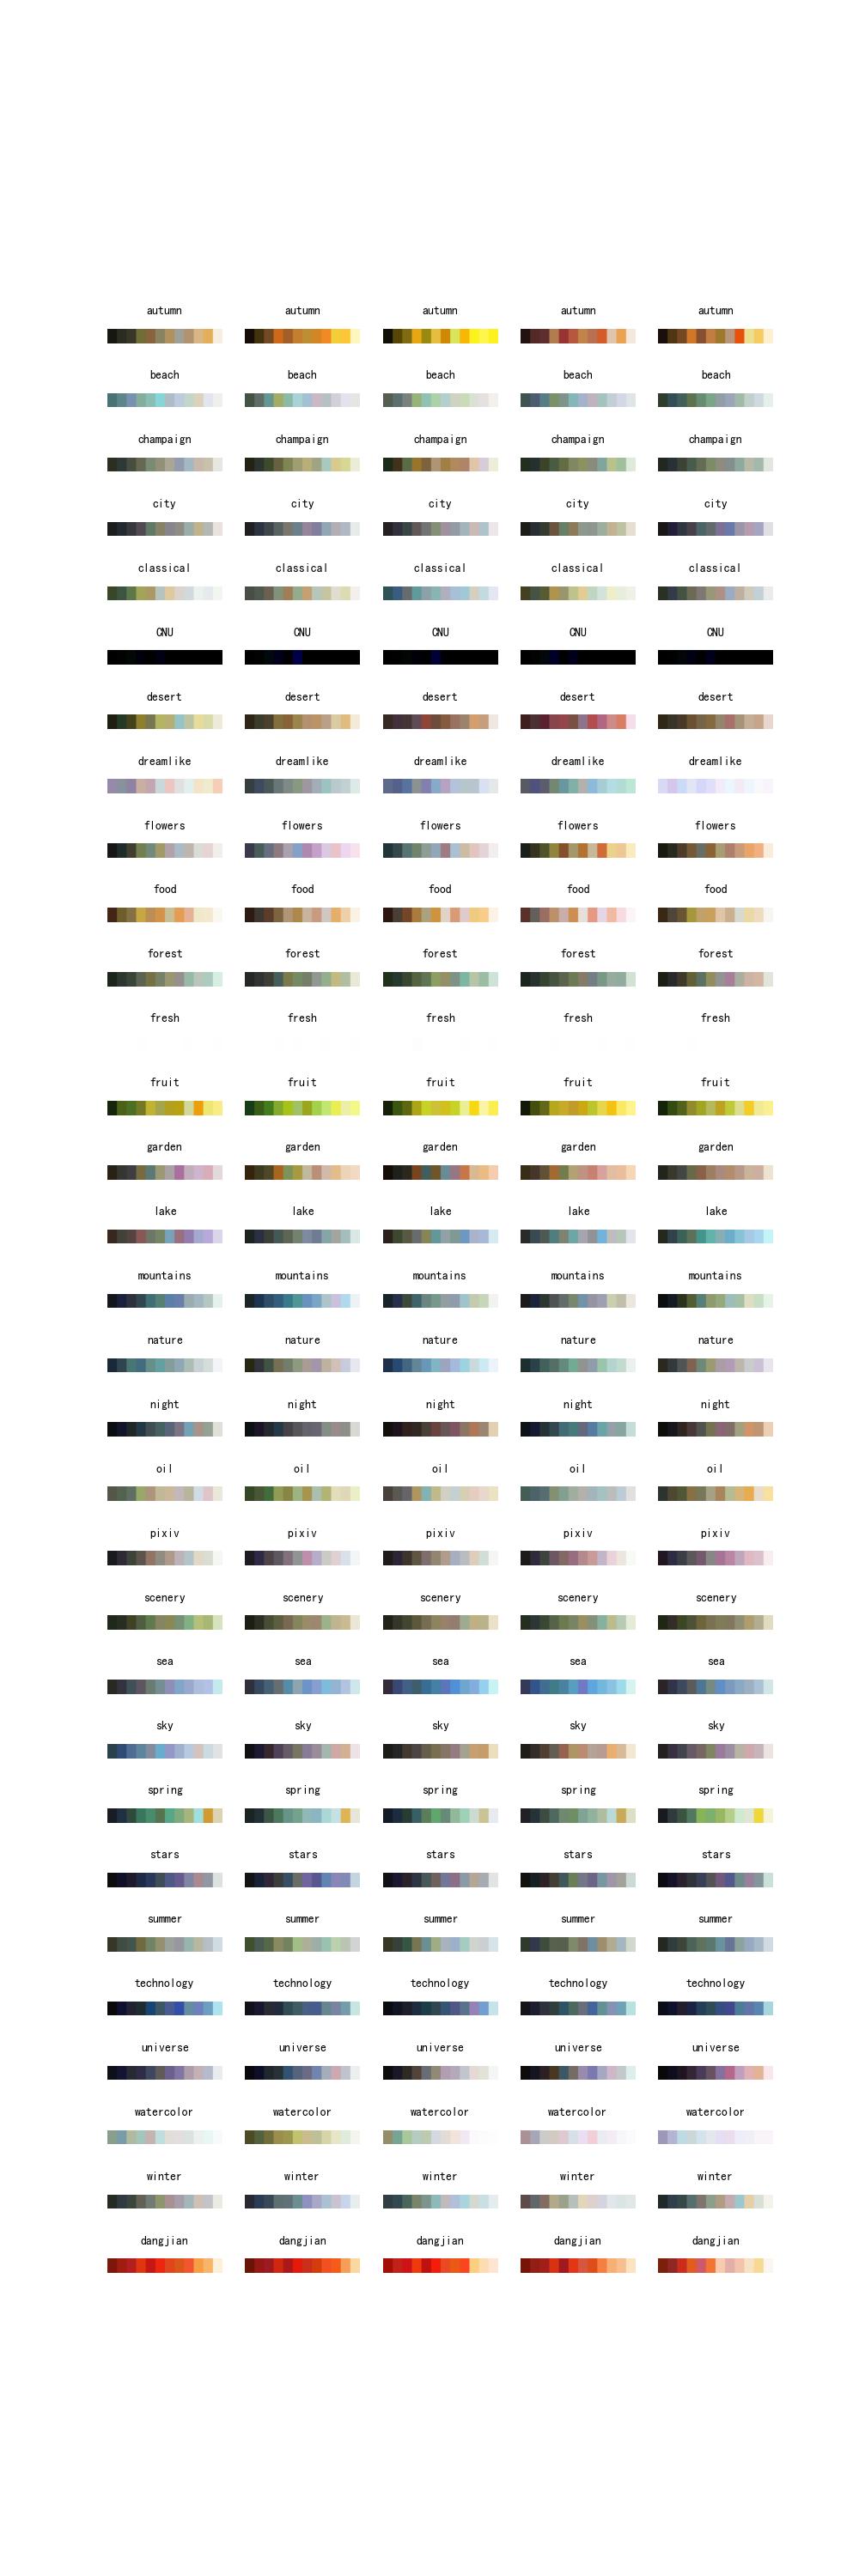 autumn autumn autumn autumn autumn
beach beach beach beach beach
champaign champaign champaign champaign champaign
city city city city city
classical classical classical classical classical
CNU CNU CNU CNU CNU
desert desert desert desert desert
dreamlike dreamlike dreamlike dreamlike dreamlike
flowers flowers flowers flowers flowers
food food food food food
forest forest forest forest forest
fresh fresh fresh fresh fresh
fruit fruit fruit fruit fruit
garden garden garden garden garden
lake lake lake lake lake
mountains mountains mountains mountains mountains
nature nature nature nature nature
night night night night night
oil oil oil oil oil
pixiv pixiv pixiv pixiv pixiv
scenery scenery scenery scenery scenery
sea sea sea sea sea
sky sky sky sky sky
spring spring spring spring spring
stars stars stars stars stars
summer summer summer summer summer
technology technology technology technology technology
universe universe universe universe universe
watercolor watercolor watercolor watercolor watercolor
winter winter winter winter winter
dangjian dangjian dangjian dangjian dangjian